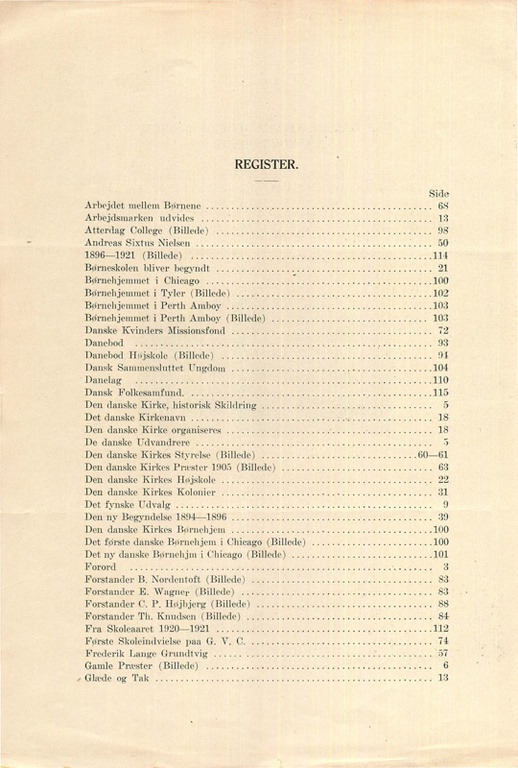 REGISTER.
Side
Arbejdet mellem Børnene ........ 68
Arbejdsmarken udvides ........ 13
Atterdag College (Billede) ........ 98
Andreas Sixtus Nielsen ........ 50
1896—1921 (Billede) ........ 114
Børneskolen bliver begyndt ........ 21
Børnehjemmet i Chicago ........ 100
Børnehjemmet i Tyler (Billede) ........ 102
Børnehjemmet i Perth Amboy ........ 103
Børnehjemmet i Perth Amboy (Billede) ........ 103
Danske Kvinders Missionsfond ........ 72
Danebod ........ 93
Danebod Højskole (Billede) ........ 94
Dansk Sammensluttet Ungdom ........ 104
Danelag ........ 110
Dansk Folkesamfund. ........ 115
Den danske Kirke, historisk Skildring ........ 5
Det danske Kirkenavn ........ 18
Den danske Kirke organiseres ........ 18
De danske Udvandrere ........ 5
Den danske Kirkes Styrelse (Billede) ........ 60—61
Den danske Kirkes Præster 1905 (Billede) ........ 63
Den danske Kirkes Højskole ........ 22
Den danske Kirkes Kolonier ........ 31
Det fynske Udvalg ........ 9
Den ny Begyndelse 1894—1896 ........ 39
Den danske Kirkes Børnehjem ........ 100
Det første danske Børnehjem i Chicago (Billede) ........ 100
Det ny danske Børnehjm i Chicago (Billede) ........ 101
Forord ........ 3
Forstander B. Nordentoft (Billede) ........ 83
Forstander E. Wagner (Billede) ........ 83
Forstander C. P. Højbjerg (Billede) ........ 88
Forstander Th. Knudsen (Billede) ........ 84
Fra Skoleaaret 1920—1921 ........ 112
Første Skoleindvielse paa G. V. C. ........ 74
Frederik Lange Grundtvig ........ 57
Gamle Præster (Billede) ........ 6
Glæde og Tak ........ 13